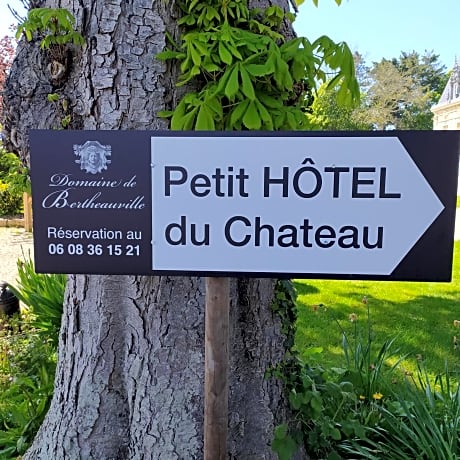 Domaine de
Bertheauville
Réservation au
06 08 36 15 21
Petit HÔTEL
du Chateau